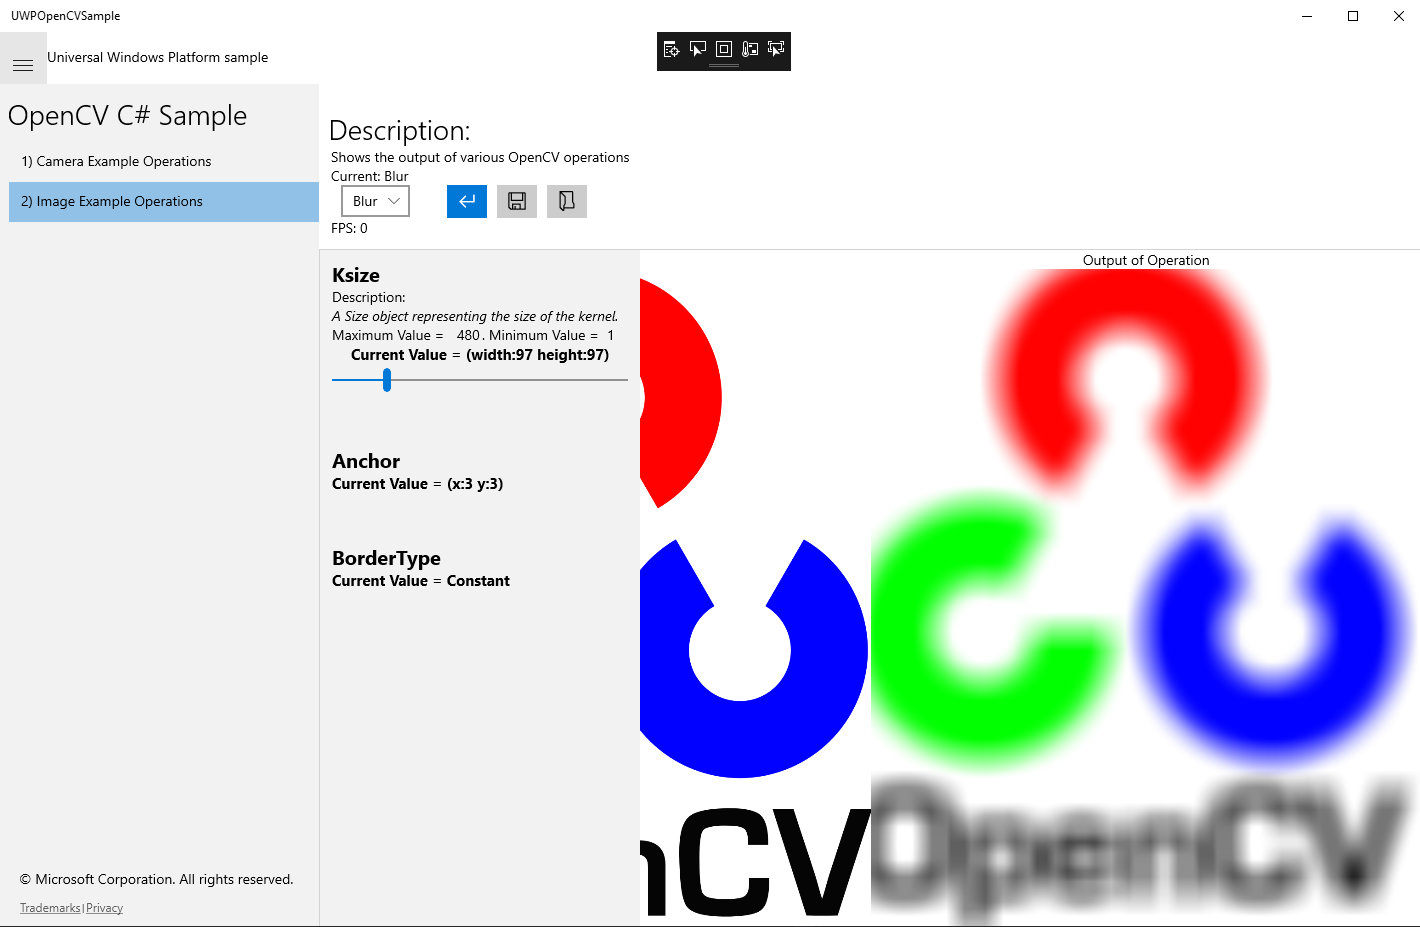 UWPOpenCVSample
Universal Windows Platform sample
OpenCV C# Sample
1) Camera Example Operations
2) Image Example Operations
© Microsoft Corporation. All rights reserved.
Trademarks | Privacy
Description:
Shows the output of various OpenCV operations
Current: Blur
Blur
FPS: 0
Ksize
Description:
A Size object representing the size of the kernel.
Maximum Value = 480. Minimum Value = 1
Current Value = (width:97 height:97)
Anchor
Current Value = (x:3 y:3)
BorderType
Current Value = Constant
nCV
Output of Operation
OpenCV